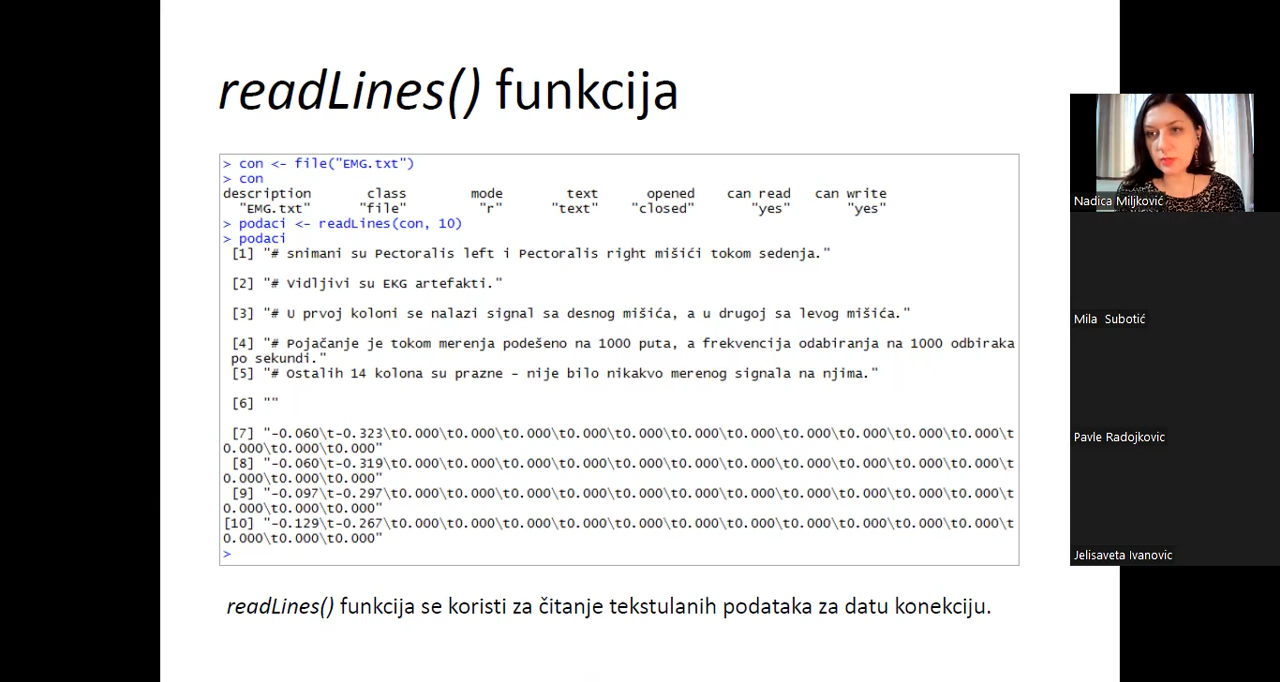 readLines() funkcija
> con <- file("EMG.txt")
> con
description class mode text opened can read can write
"EMG.txt" "file" "r" "text" "closed" "yes" "yes"
> podaci <- readLines(con, 10)
> podaci
[1] "# snimani su Pectoralis left i Pectoralis right mišići tokom sedenja."
[2] "# Vidljivi su EKG artefakti."
[3] "# U prvoj koloni se nalazi signal sa desnog mišića, a u drugoj sa levog mišića."
[4] "# Pojačanje je tokom merenja podešeno na 1000 puta, a frekvencija odabiranja na 1000 odbiraka
po sekundi."
[5] "# Ostalih 14 kolona su prazne - nije bilo nikakvo merenog signala na njima."
[6] ""
[7] "-0.060\t-0.323\t0.000\t0.000\t0.000\t0.000\t0.000\t0.000\t0.000\t0.000\t0.000\t0.000\t0.000\t
0.000\t0.000\t0.000"
[8] "-0.060\t-0.319\t0.000\t0.000\t0.000\t0.000\t0.000\t0.000\t0.000\t0.000\t0.000\t0.000\t0.000\t
0.000\t0.000\t0.000"
[9] "-0.097\t-0.297\t0.000\t0.000\t0.000\t0.000\t0.000\t0.000\t0.000\t0.000\t0.000\t0.000\t0.000\t
0.000\t0.000\t0.000"
[10] "-0.129\t-0.267\t0.000\t0.000\t0.000\t0.000\t0.000\t0.000\t0.000\t0.000\t0.000\t0.000\t0.000\t
0.000\t0.000\t0.000"
>
readLines() funkcija se koristi za čitanje tekstulanih podataka za datu konekciju.
Nadica Miljković
Mila Subotić
Pavle Radojkovic
Jelisaveta Ivanovic